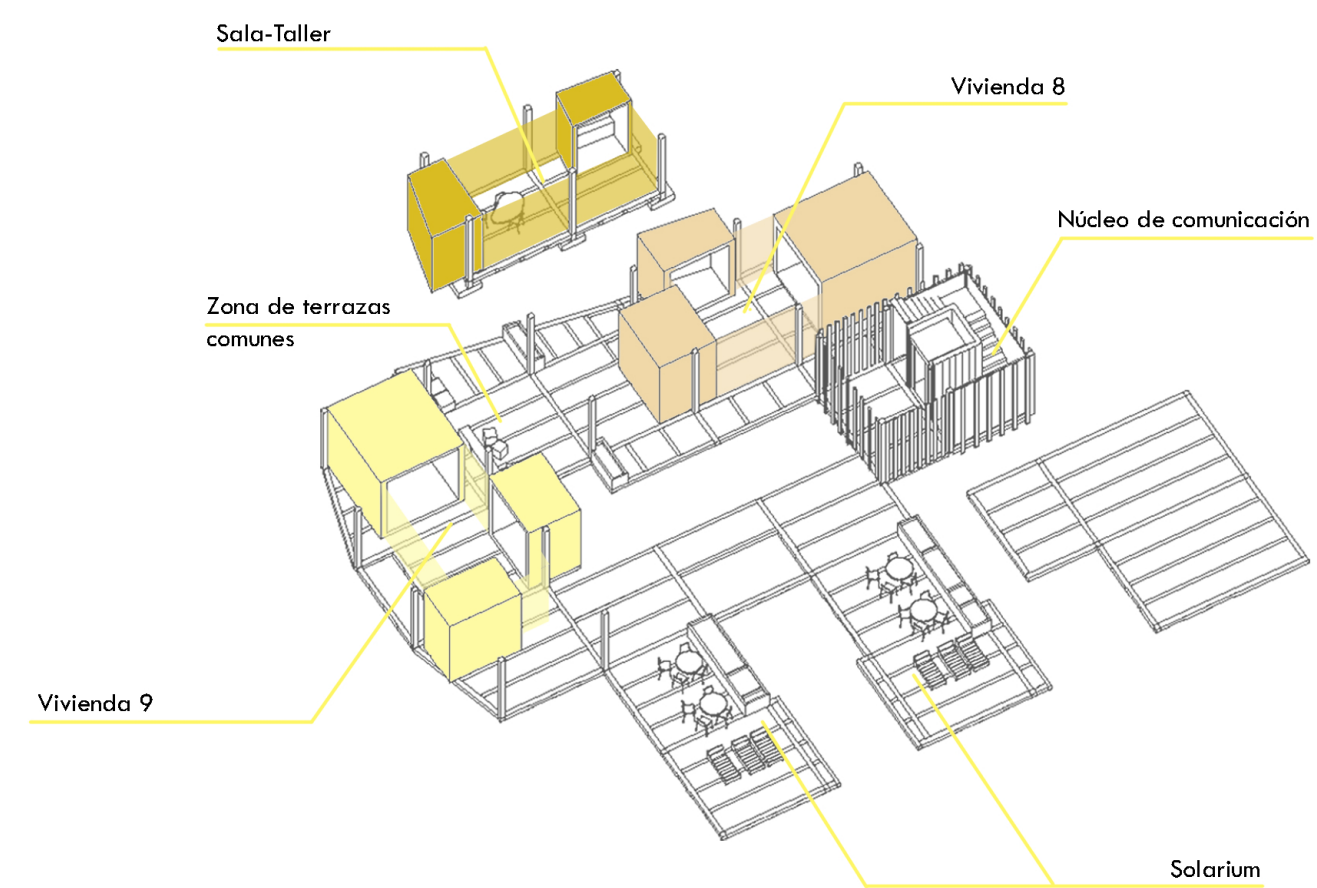 Sala-Taller
Vivienda 8
Núcleo de comunicación
Zona de terrazas
comunes
Vivienda 9
Solarium